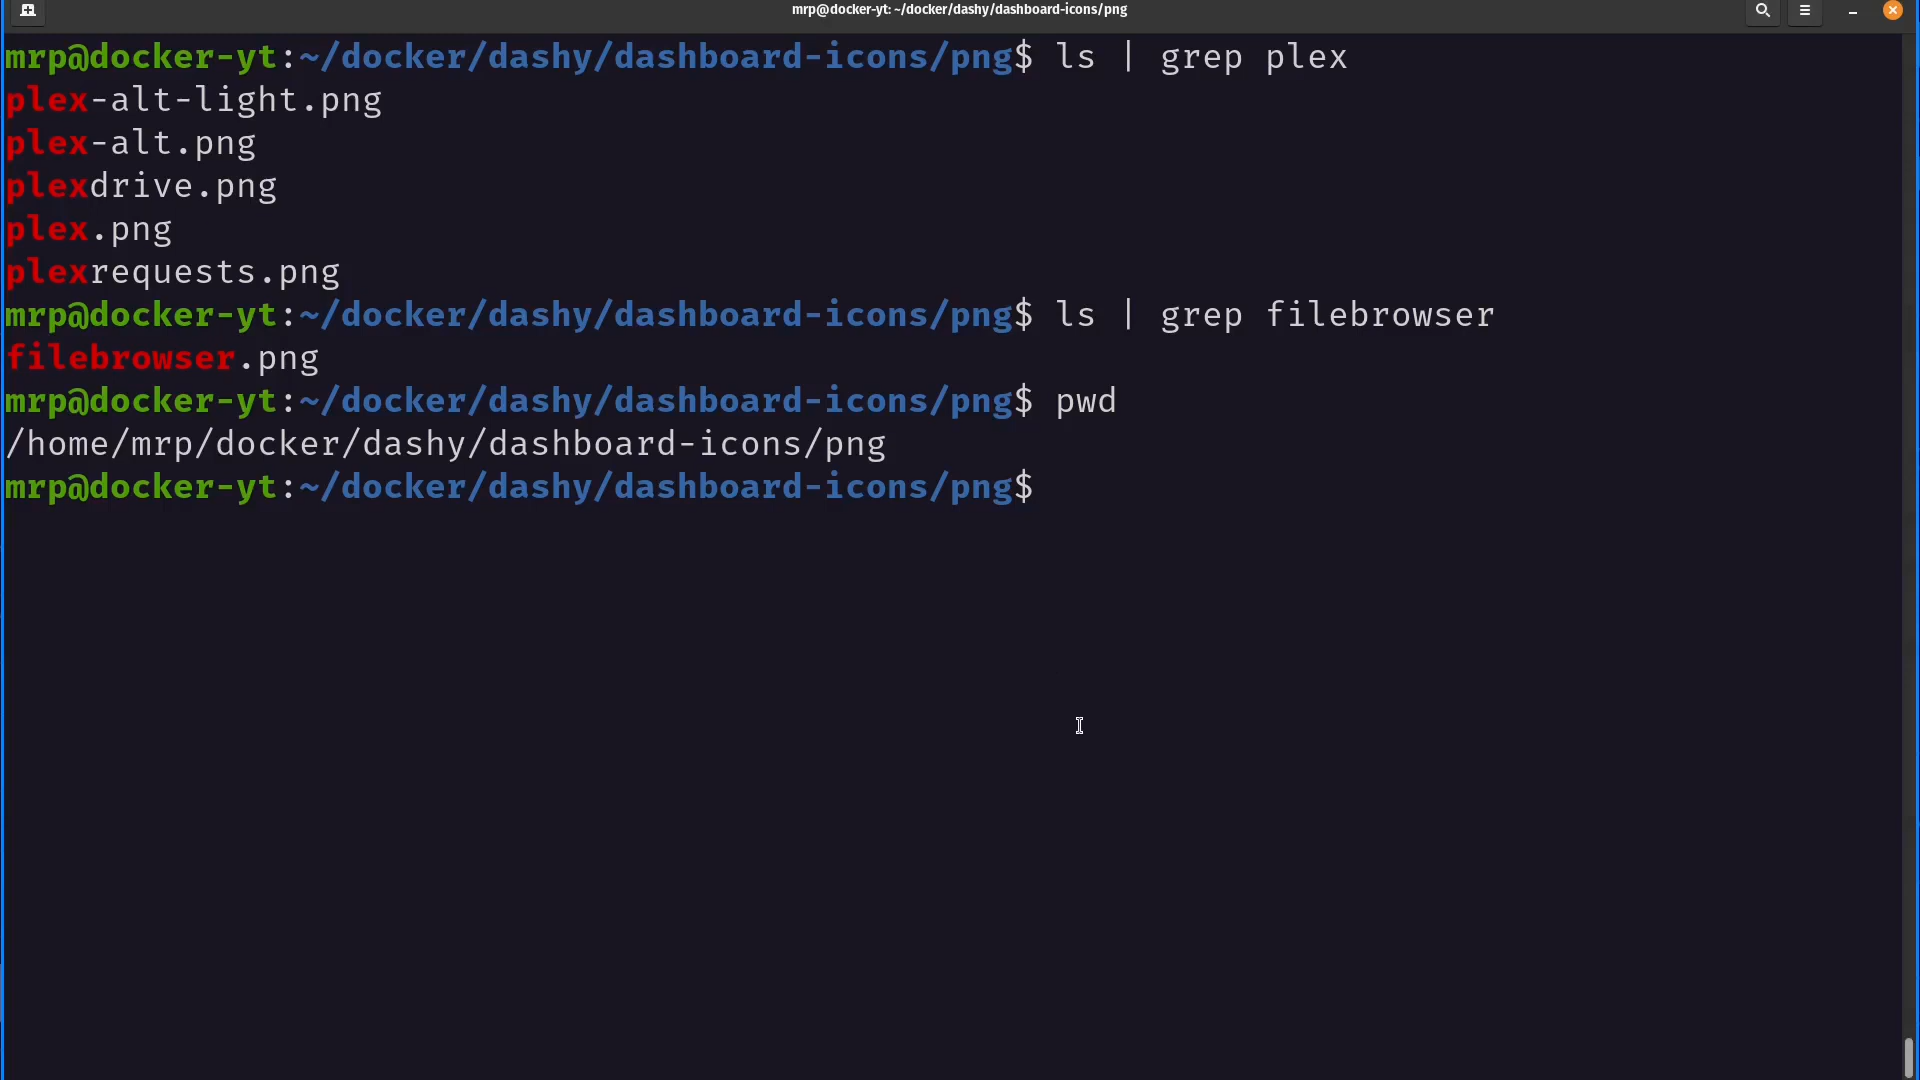 mrp@docker-yt: ~/docker/dashy/dashboard-icons/png
mrp@docker-yt:~/docker/dashy/dashboard-icons/png$ ls | grep plex
plex-alt-light.png
plex-alt.png
plexdrive.png
plex.png
plexrequests.png
mrp@docker-yt:~/docker/dashy/dashboard-icons/png$ ls | grep filebrowser
filebrowser.png
mrp@docker-yt:~/docker/dashy/dashboard-icons/png$ pwd
/home/mrp/docker/dashy/dashboard-icons/png
mrp@docker-yt:~/docker/dashy/dashboard-icons/png$